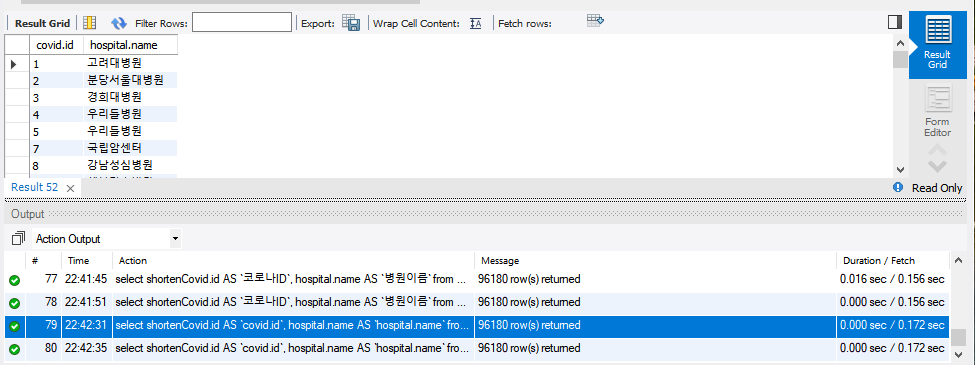 Result Grid Filter Rows: Export: Wrap Cell Content: Fetch rows:
covid.id hospital.name
1 고려대병원
2 분당서울대병원
3 경희대병원
4 우리들병원
5 우리들병원
7 국립암센터
8 강남성심병원
Result Grid
Form Editor
Result 52
Read Only
Output
Action Output
# Time Action Message Duration / Fetch
77 22:41:45 select shortenCovid.id AS `코로나ID`, hospital.name AS `병원이름` from ... 96180 row(s) returned 0.016 sec / 0.156 sec
78 22:41:51 select shortenCovid.id AS `코로나ID`, hospital.name AS `병원이름` from ... 96180 row(s) returned 0.000 sec / 0.156 sec
79 22:42:31 select shortenCovid.id AS `covid.id`, hospital.name AS `hospital.name` fro... 96180 row(s) returned 0.000 sec / 0.172 sec
80 22:42:35 select shortenCovid.id AS `covid.id`, hospital.name AS `hospital.name` fro... 96180 row(s) returned 0.000 sec / 0.172 sec